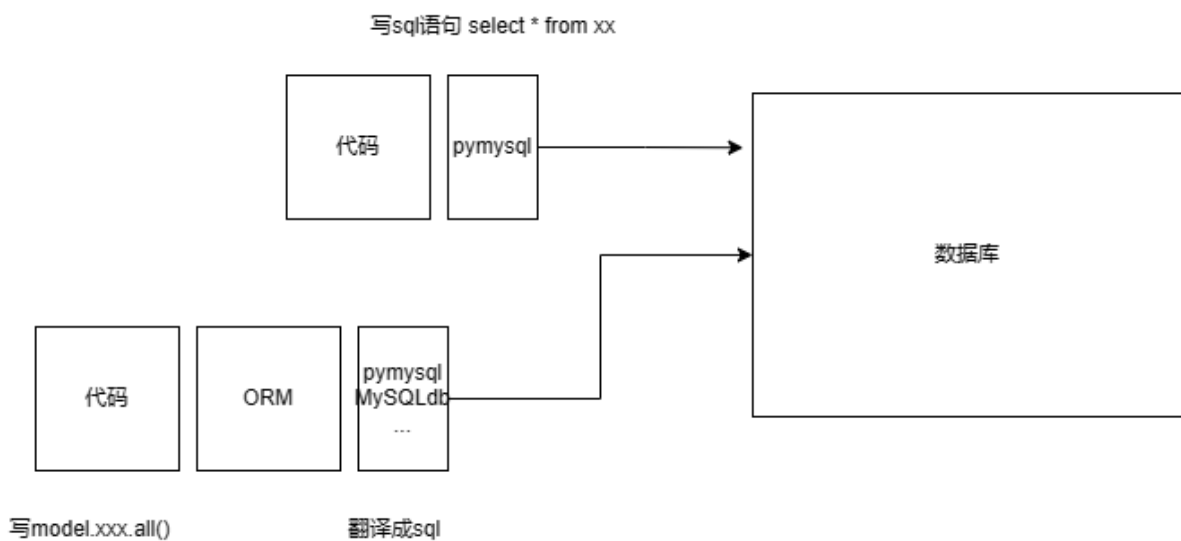 写sql语句 select * from xx
代码
pymysql
数据库
代码
ORM
pymysql
MySQLdb
...
写model.xxx.all()
翻译成sql